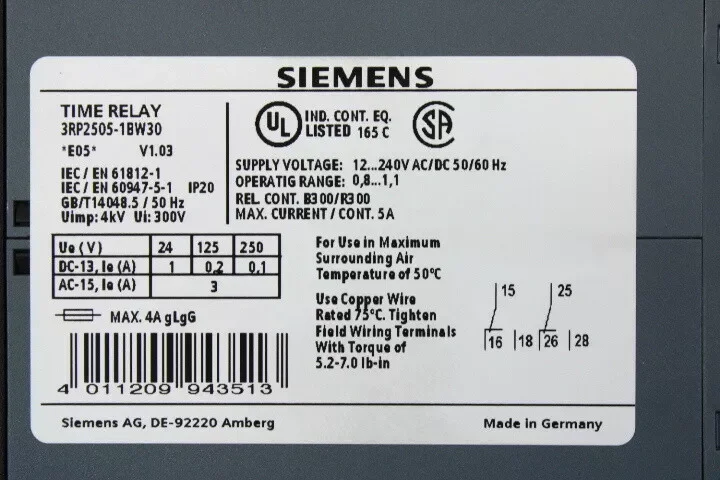 SIEMENS
TIME RELAY
3RP2505-1BW30
*E05* V1.03
IEC / EN 61812-1
IEC / EN 60947-5-1 IP20
GB/T14048.5 / 50 Hz
Uimp: 4kV Ui: 300V
UL IND. CONT. EQ.
LISTED 165 C
SA
SUPPLY VOLTAGE: 12...240V AC/DC 50/60 Hz
OPERATIG RANGE: 0,8...1,1
REL. CONT. B300/R300
MAX. CURRENT / CONT. 5A
Ue (V) 24 125 250
DC-13, Ie (A) 1 0,2 0,1
AC-15, Ie (A) 3
MAX. 4A gLgG
4 011209 943513
For Use in Maximum
Surrounding Air
Temperature of 50°C
Use Copper Wire
Rated 75°C. Tighten
Field Wiring Terminals
With Torque of
5.2-7.0 lb-in
15 25
16 18 26 28
Siemens AG, DE-92220 Amberg
Made in Germany